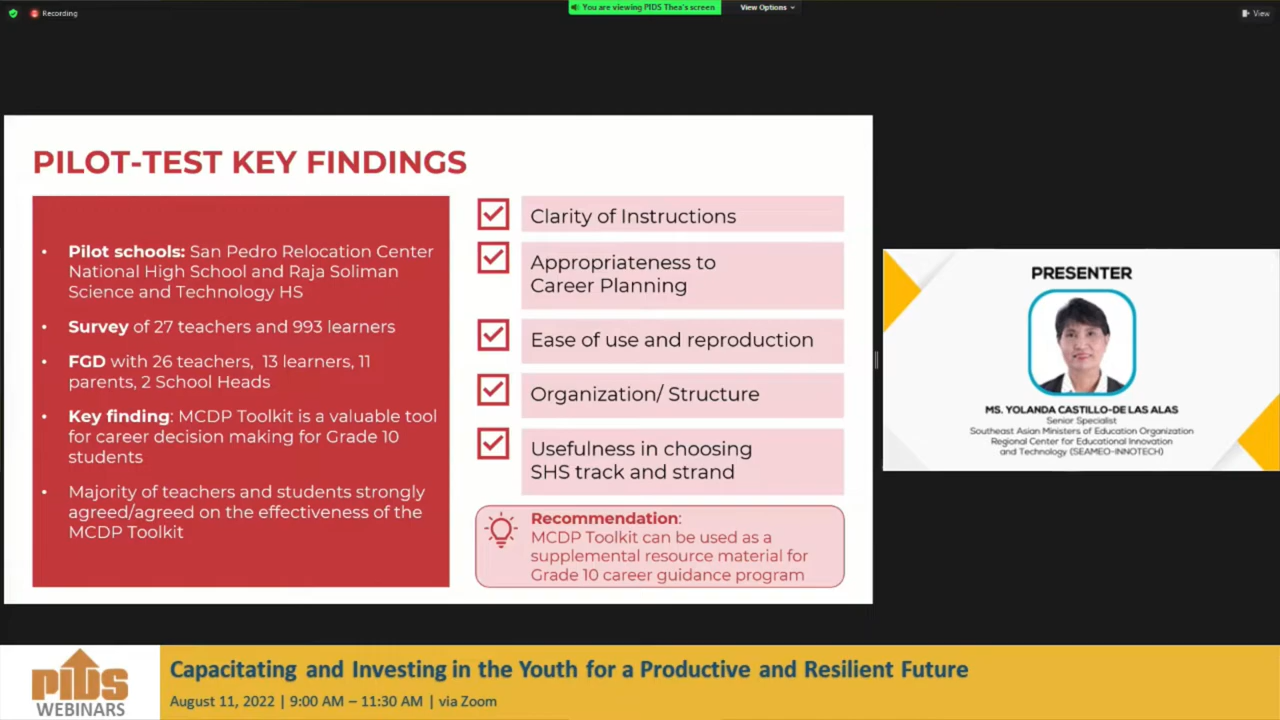 Recording
You are viewing PIDS Thea's screen
View Options
View
PILOT-TEST KEY FINDINGS
• Pilot schools: San Pedro Relocation Center
National High School and Raja Soliman
Science and Technology HS
• Survey of 27 teachers and 993 learners
• FGD with 26 teachers, 13 learners, 11
parents, 2 School Heads
• Key finding: MCDP Toolkit is a valuable tool
for career decision making for Grade 10
students
• Majority of teachers and students strongly
agreed/agreed on the effectiveness of the
MCDP Toolkit
Clarity of Instructions
Appropriateness to
Career Planning
Ease of use and reproduction
Organization/ Structure
Usefulness in choosing
SHS track and strand
Recommendation:
MCDP Toolkit can be used as a
supplemental resource material for
Grade 10 career guidance program
PRESENTER
MS. YOLANDA CASTILLO-DE LAS ALAS
Senior Specialist
Southeast Asian Ministers of Education Organization
Regional Center for Educational Innovation
and Technology (SEAMEO-INNOTECH)
PIDS
WEBINARS
Capacitating and Investing in the Youth for a Productive and Resilient Future
August 11, 2022 | 9:00 AM – 11:30 AM | via Zoom